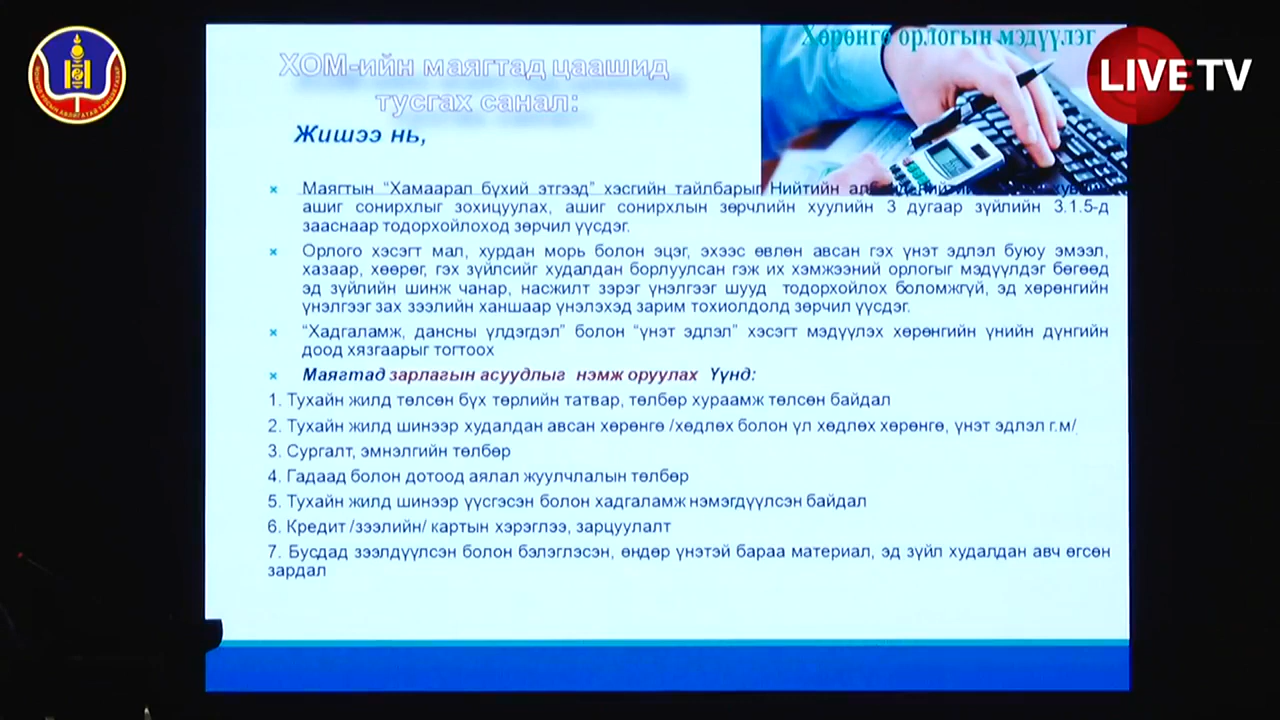 Хөрөнгө орлогын мэдүүлэг
LIVE TV
ХОМ-ийн маягтад цаашид
тусгах санал:
Жишээ нь,
Маягтын “Хамаарал бүхий этгээд” хэсгийн тайлбарыг Нийтийн
ашиг сонирхлыг зохицуулах, ашиг сонирхлын зөрчлийн хуулийн 3 дугаар зүйлийн 3.1.5-д
зааснаар тодорхойлоход зөрчил үүсдэг.
Орлого хэсэгт мал, хурдан морь болон эцэг, эхээс өвлөн авсан гэх үнэт эдлэл буюу эмээл,
хазаар, хөөрөг, гэх зүйлсийг худалдан борлуулсан гэж их хэмжээний орлогыг мэдүүлдэг бөгөөд
эд зүйлийн шинж чанар, насжилт зэрэг үнэлгээг шууд тодорхойлох боломжгүй, эд хөрөнгийн
үнэлгээг зах зээлийн ханшаар үнэлэхэд зарим тохиолдолд зөрчил үүсдэг.
“Хадгаламж, дансны үлдэгдэл” болон “үнэт эдлэл” хэсэгт мэдүүлэх хөрөнгийн үнийн дүнгийн
доод хязгаарыг тогтоох
Маягтад зарлагын асуудлыг нэмж оруулах Үүнд:
1. Тухайн жилд төлсөн бүх төрлийн татвар, төлбөр хураамж төлсөн байдал
2. Тухайн жилд шинээр худалдан авсан хөрөнгө /хөдлөх болон үл хөдлөх хөрөнгө, үнэт эдлэл г.м/
3. Сургалт, эмнэлгийн төлбөр
4. Гадаад болон дотоод аялал жуулчлалын төлбөр
5. Тухайн жилд шинээр үүсгэсэн болон хадгаламж нэмэгдүүлсэн байдал
6. Кредит /зээлийн/ картын хэрэглээ, зарцуулалт
7. Бусдад зээлдүүлсэн болон бэлэглэсэн, өндөр үнэтэй бараа материал, эд зүйл худалдан авч өгсөн
зардал